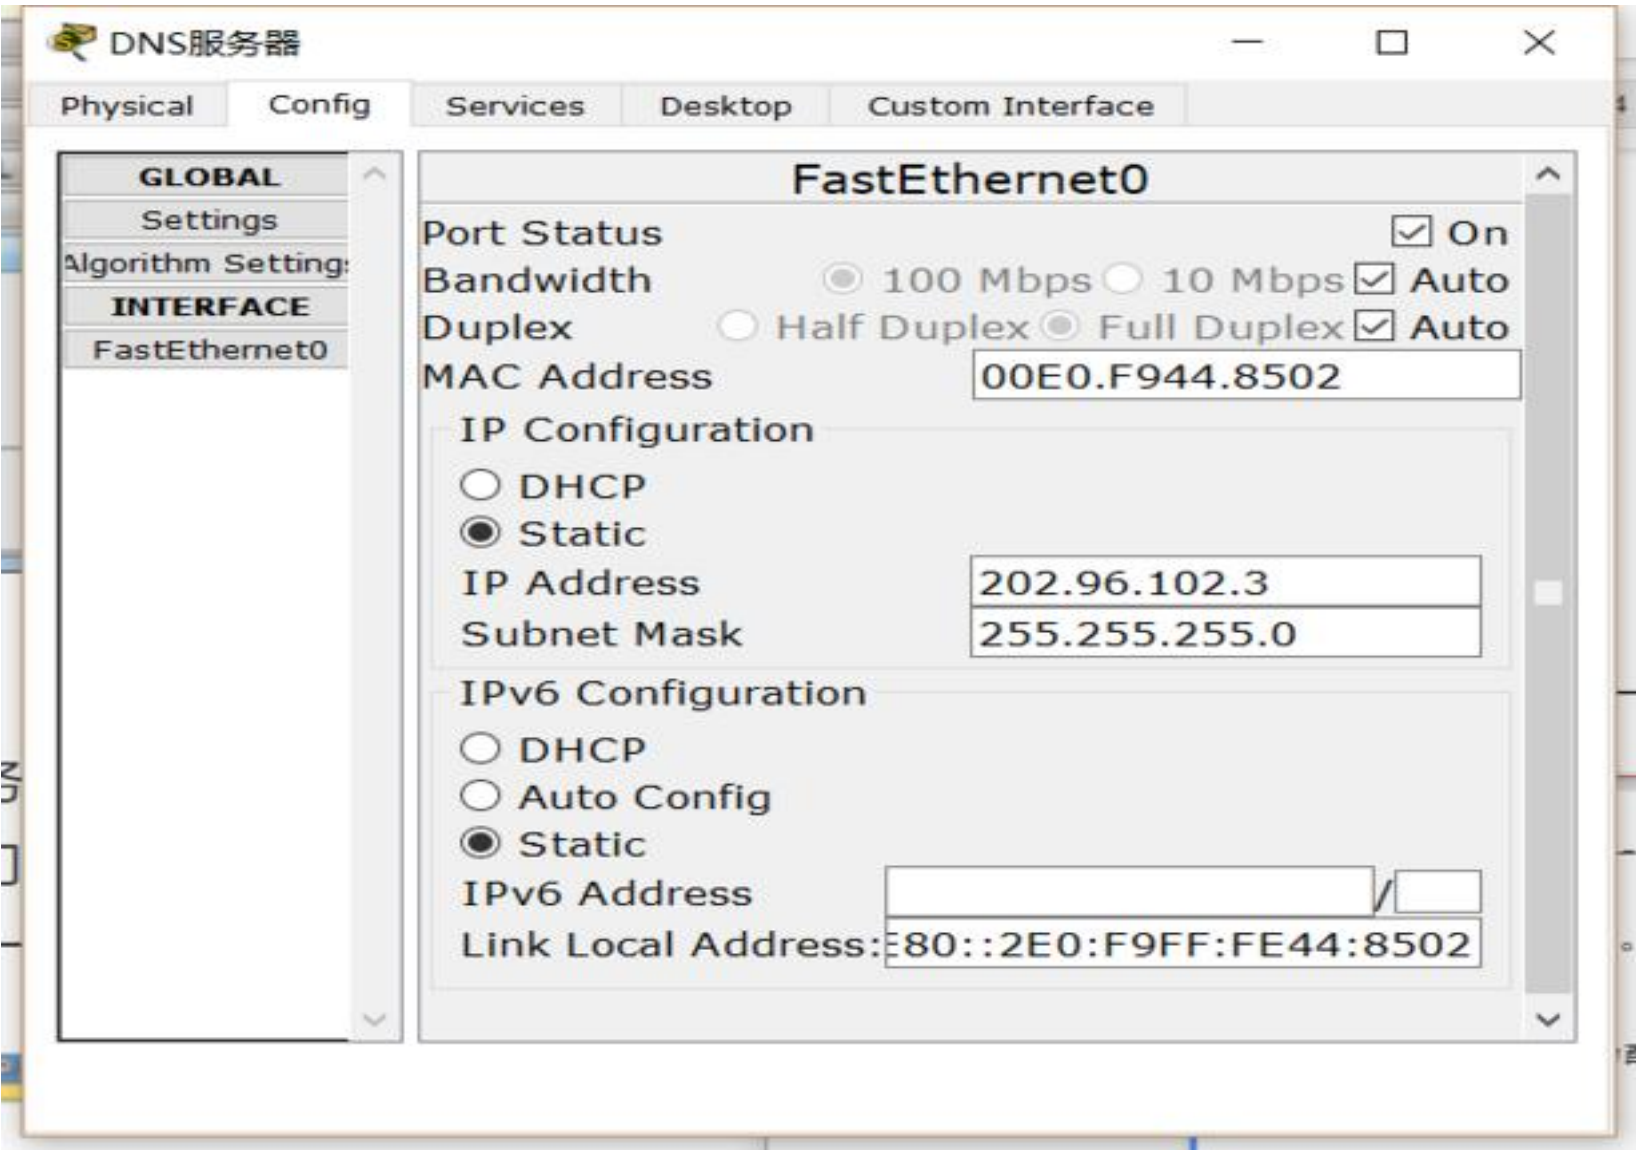 DNS服务器
Physical Config Services Desktop Custom Interface
GLOBAL
Settings
Algorithm Setting
INTERFACE
FastEthernet0
FastEthernet0
Port Status On
Bandwidth 100 Mbps 10 Mbps Auto
Duplex Half Duplex Full Duplex Auto
MAC Address 00E0.F944.8502
IP Configuration
DHCP
Static
IP Address 202.96.102.3
Subnet Mask 255.255.255.0
IPv6 Configuration
DHCP
Auto Config
Static
IPv6 Address /
Link Local Address: E80::2E0:F9FF:FE44:8502